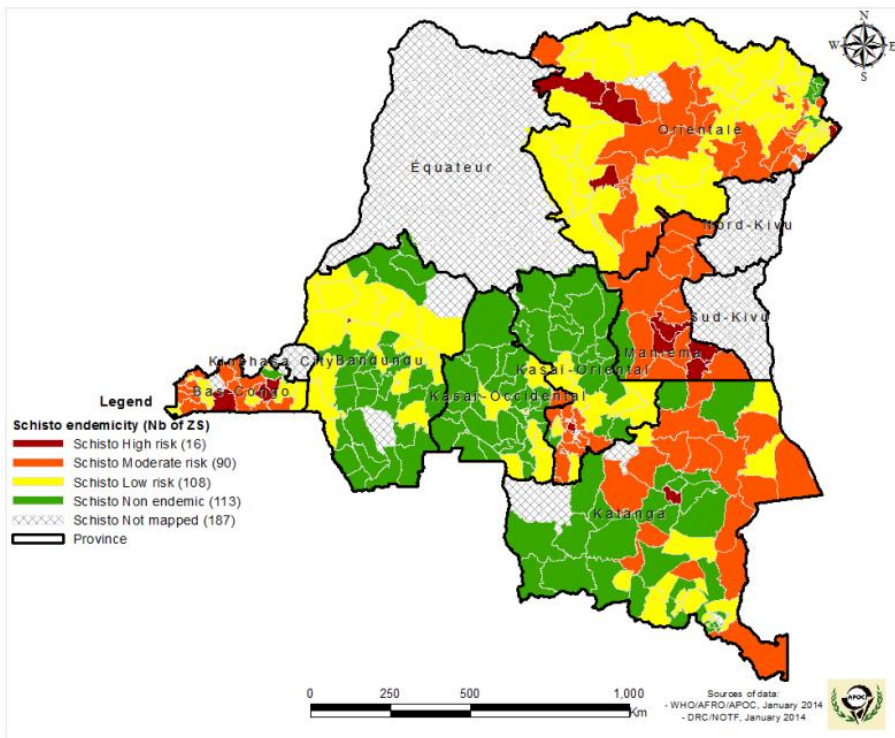 N
W E
S
Orientale
Équateur
Nord-Kivu
Sud-Kivu
Maniema
Kinshasa City
Bandundu
Bas-Congo
Kasai-Oriental
Kasai-Occidental
Katanga
Legend
Schisto endemicity (Nb of ZS)
Schisto High risk (16)
Schisto Moderate risk (90)
Schisto Low risk (108)
Schisto Non endemic (113)
Schisto Not mapped (187)
Province
0 250 500 1,000
Km
Sources of data:
- WHO/AFRO/APOC, January 2014
- DRC/NOTF, January 2014
APOC